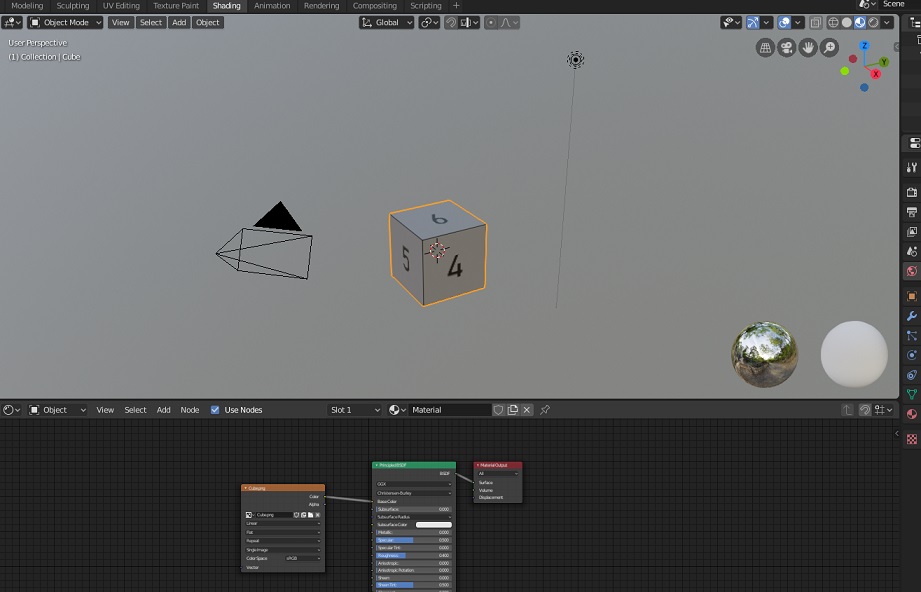 Modeling Sculpting UV Editing Texture Paint Shading Animation Rendering Compositing Scripting + Scene
Object Mode View Select Add Object Global
User Perspective
(1) Collection | Cube
Z
Y
X
6
5
4
Object View Select Add Node Use Nodes Slot 1 Material
Principled BSDF
Material Output
BSDF
All
GGX
Surface
Christensen-Burley
Volume
Base Color
Displacement
Subsurface: 0.000
Subsurface Radius
Subsurface Color
Metallic: 0.000
Specular: 0.500
Specular Tint: 0.000
Roughness: 0.400
Anisotropic: 0.000
Anisotropic Rotation: 0.000
Sheen: 0.000
Sheen Tint: 0.500
Cube.png
Color
Alpha
Cube.png
Linear
Flat
Repeat
Single Image
Color Space sRGB
Vector